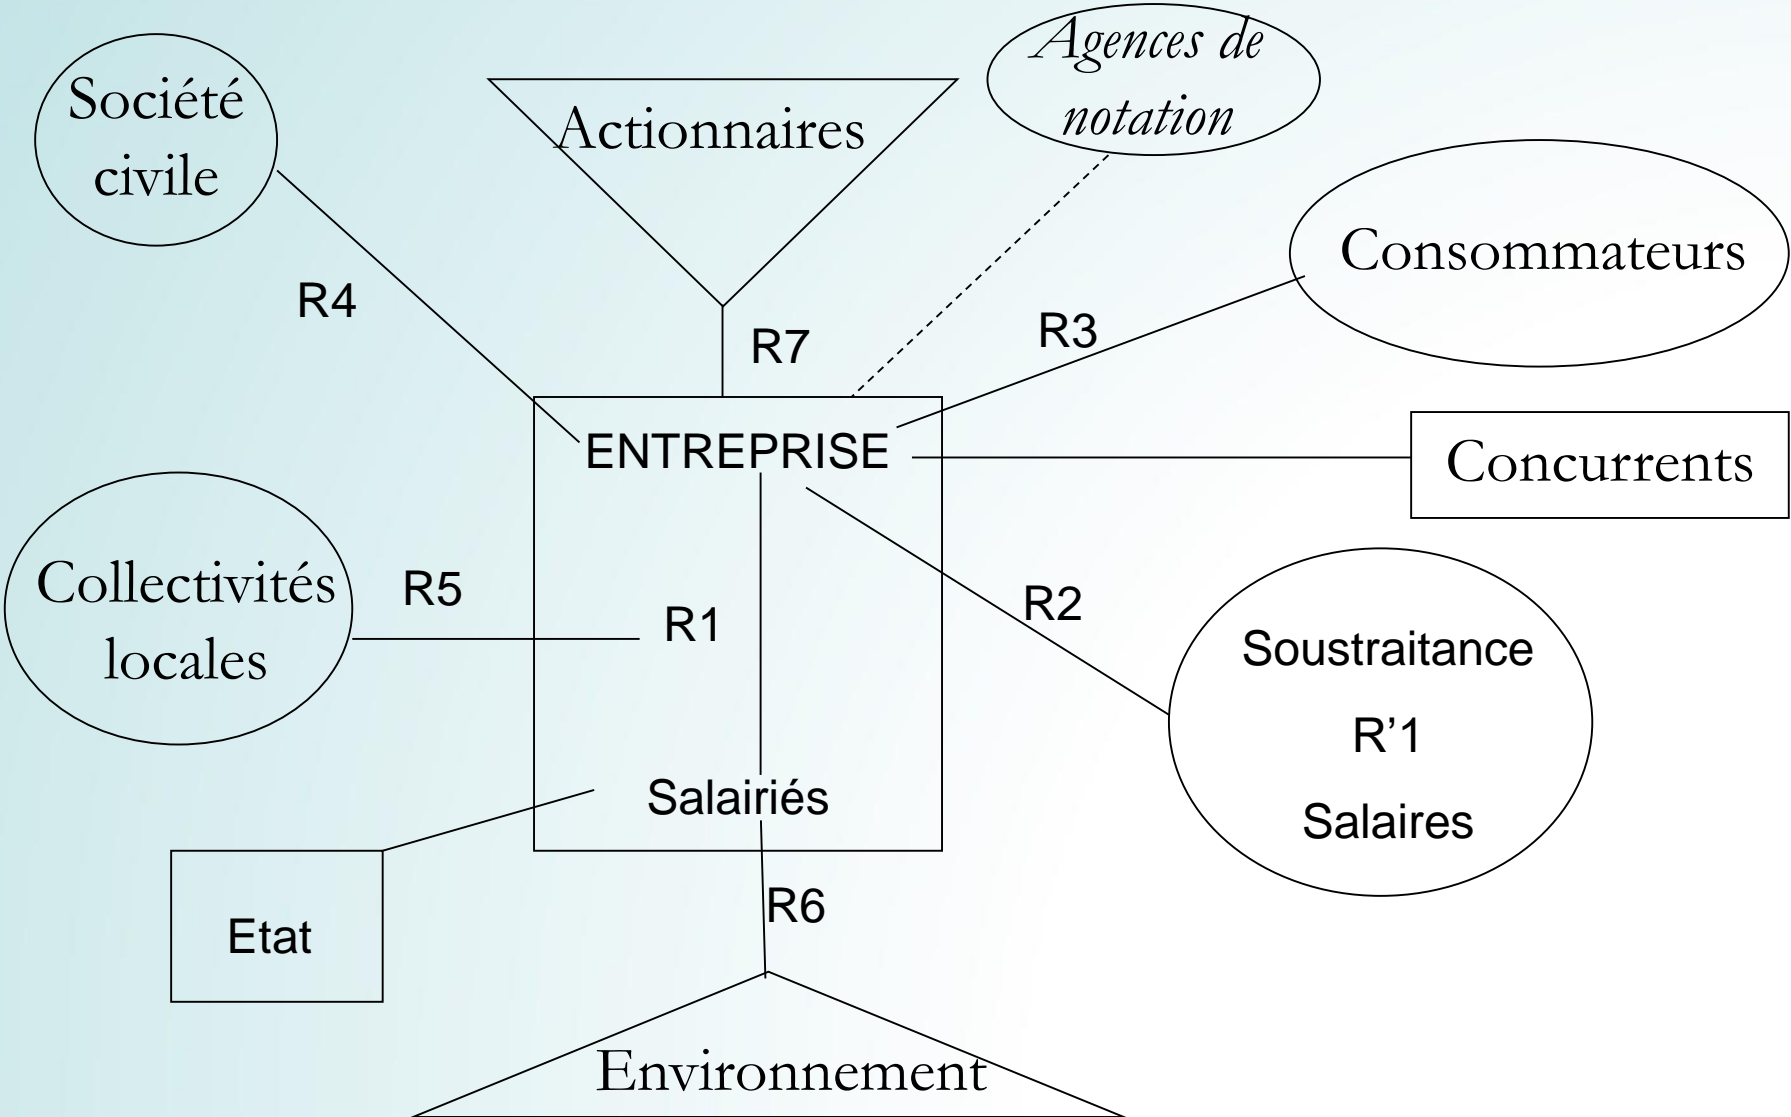 Société
civile
Actionnaires
Agences de
notation
Consommateurs
R4
R7
R3
ENTREPRISE
Concurrents
Collectivités
locales
R5
R1
R2
Soustraitance
R’1
Salaires
Salairiés
Etat
R6
Environnement